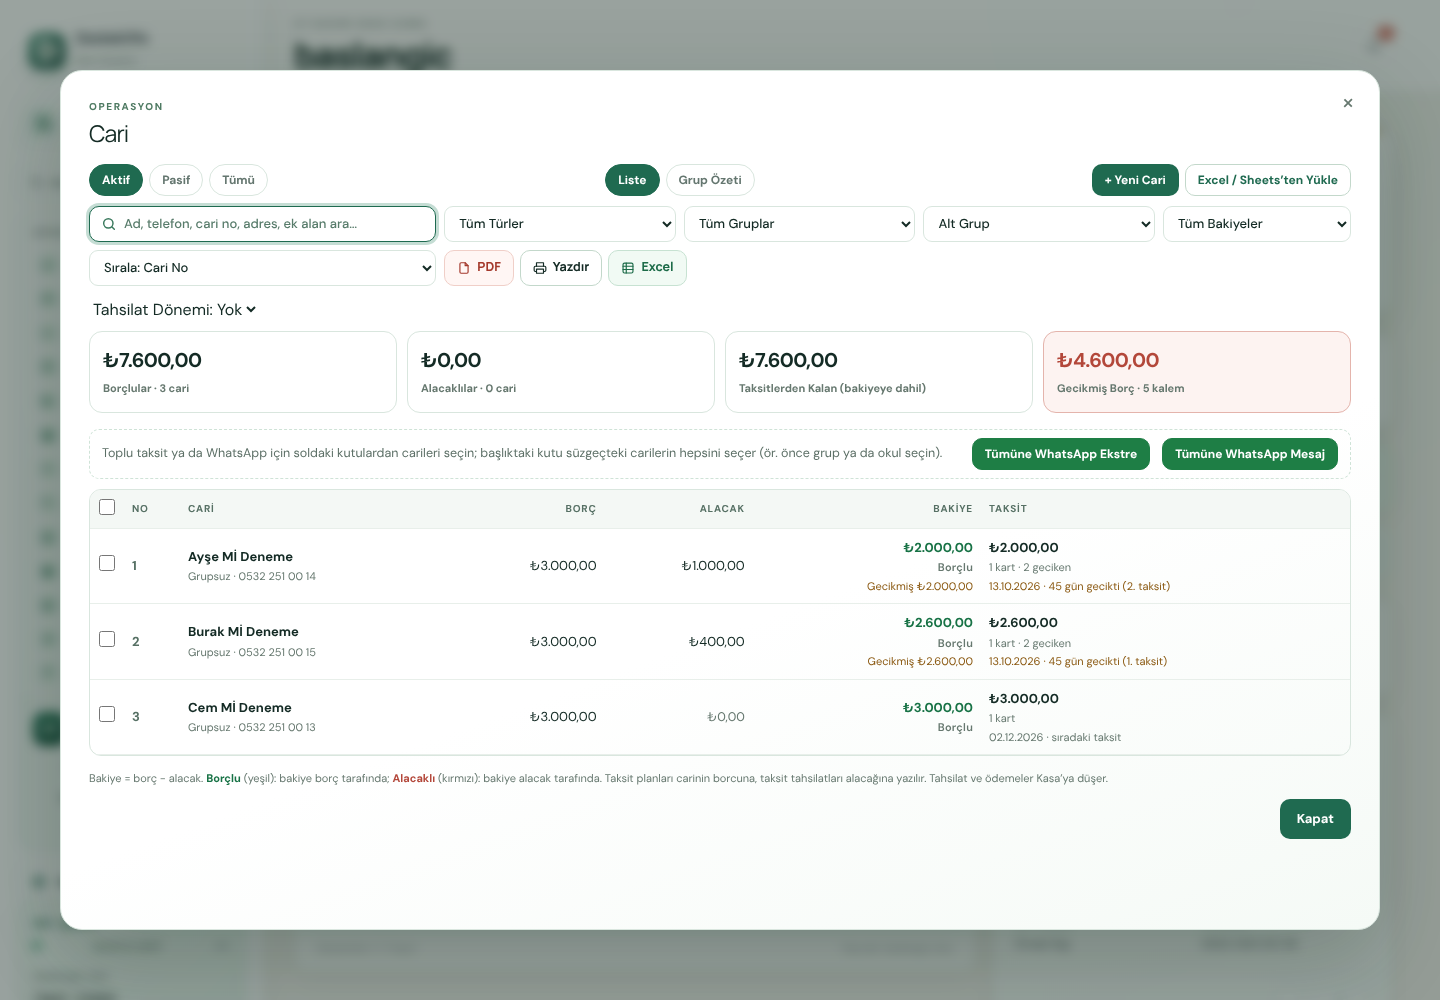 baslangic
OPERASYON
×
Cari
Aktif
Pasif
Tümü
Liste
Grup Özeti
+ Yeni Cari
Excel / Sheets'ten Yükle
Ad, telefon, cari no, adres, ek alan ara...
Tüm Türler
Tüm Gruplar
Alt Grup
Tüm Bakiyeler
Sırala: Cari No
PDF
Yazdır
Excel
Tahsilat Dönemi: Yok
₺7.600,00
Borçlular · 3 cari
₺0,00
Alacaklılar · 0 cari
₺7.600,00
Taksitlerden Kalan (bakiyeye dahil)
₺4.600,00
Gecikmiş Borç · 5 kalem
Toplu taksit ya da WhatsApp için soldaki kutulardan carileri seçin; başlıktaki kutu süzgeçteki carilerin hepsini seçer (ör. önce grup ya da okul seçin).
Tümüne WhatsApp Ekstre
Tümüne WhatsApp Mesaj
NO CARİ BORÇ ALACAK BAKİYE TAKSİT
1
Ayşe Mİ Deneme
Grupsuz · 0532 251 00 14
₺3.000,00
₺1.000,00
₺2.000,00
Borçlu
Gecikmiş ₺2.000,00
₺2.000,00
1 kart · 2 geciken
13.10.2026 · 45 gün gecikti (2. taksit)
2
Burak Mİ Deneme
Grupsuz · 0532 251 00 15
₺3.000,00
₺400,00
₺2.600,00
Borçlu
Gecikmiş ₺2.600,00
₺2.600,00
1 kart · 2 geciken
13.10.2026 · 45 gün gecikti (1. taksit)
3
Cem Mİ Deneme
Grupsuz · 0532 251 00 13
₺3.000,00
₺0,00
₺3.000,00
Borçlu
₺3.000,00
1 kart
02.12.2026 · sıradaki taksit
Bakiye = borç − alacak. Borçlu (yeşil): bakiye borç tarafında; Alacaklı (kırmızı): bakiye alacak tarafında. Taksit planları carinin borcuna, taksit tahsilatları alacağına yazılır. Tahsilat ve ödemeler Kasa'ya düşer.
Kapat